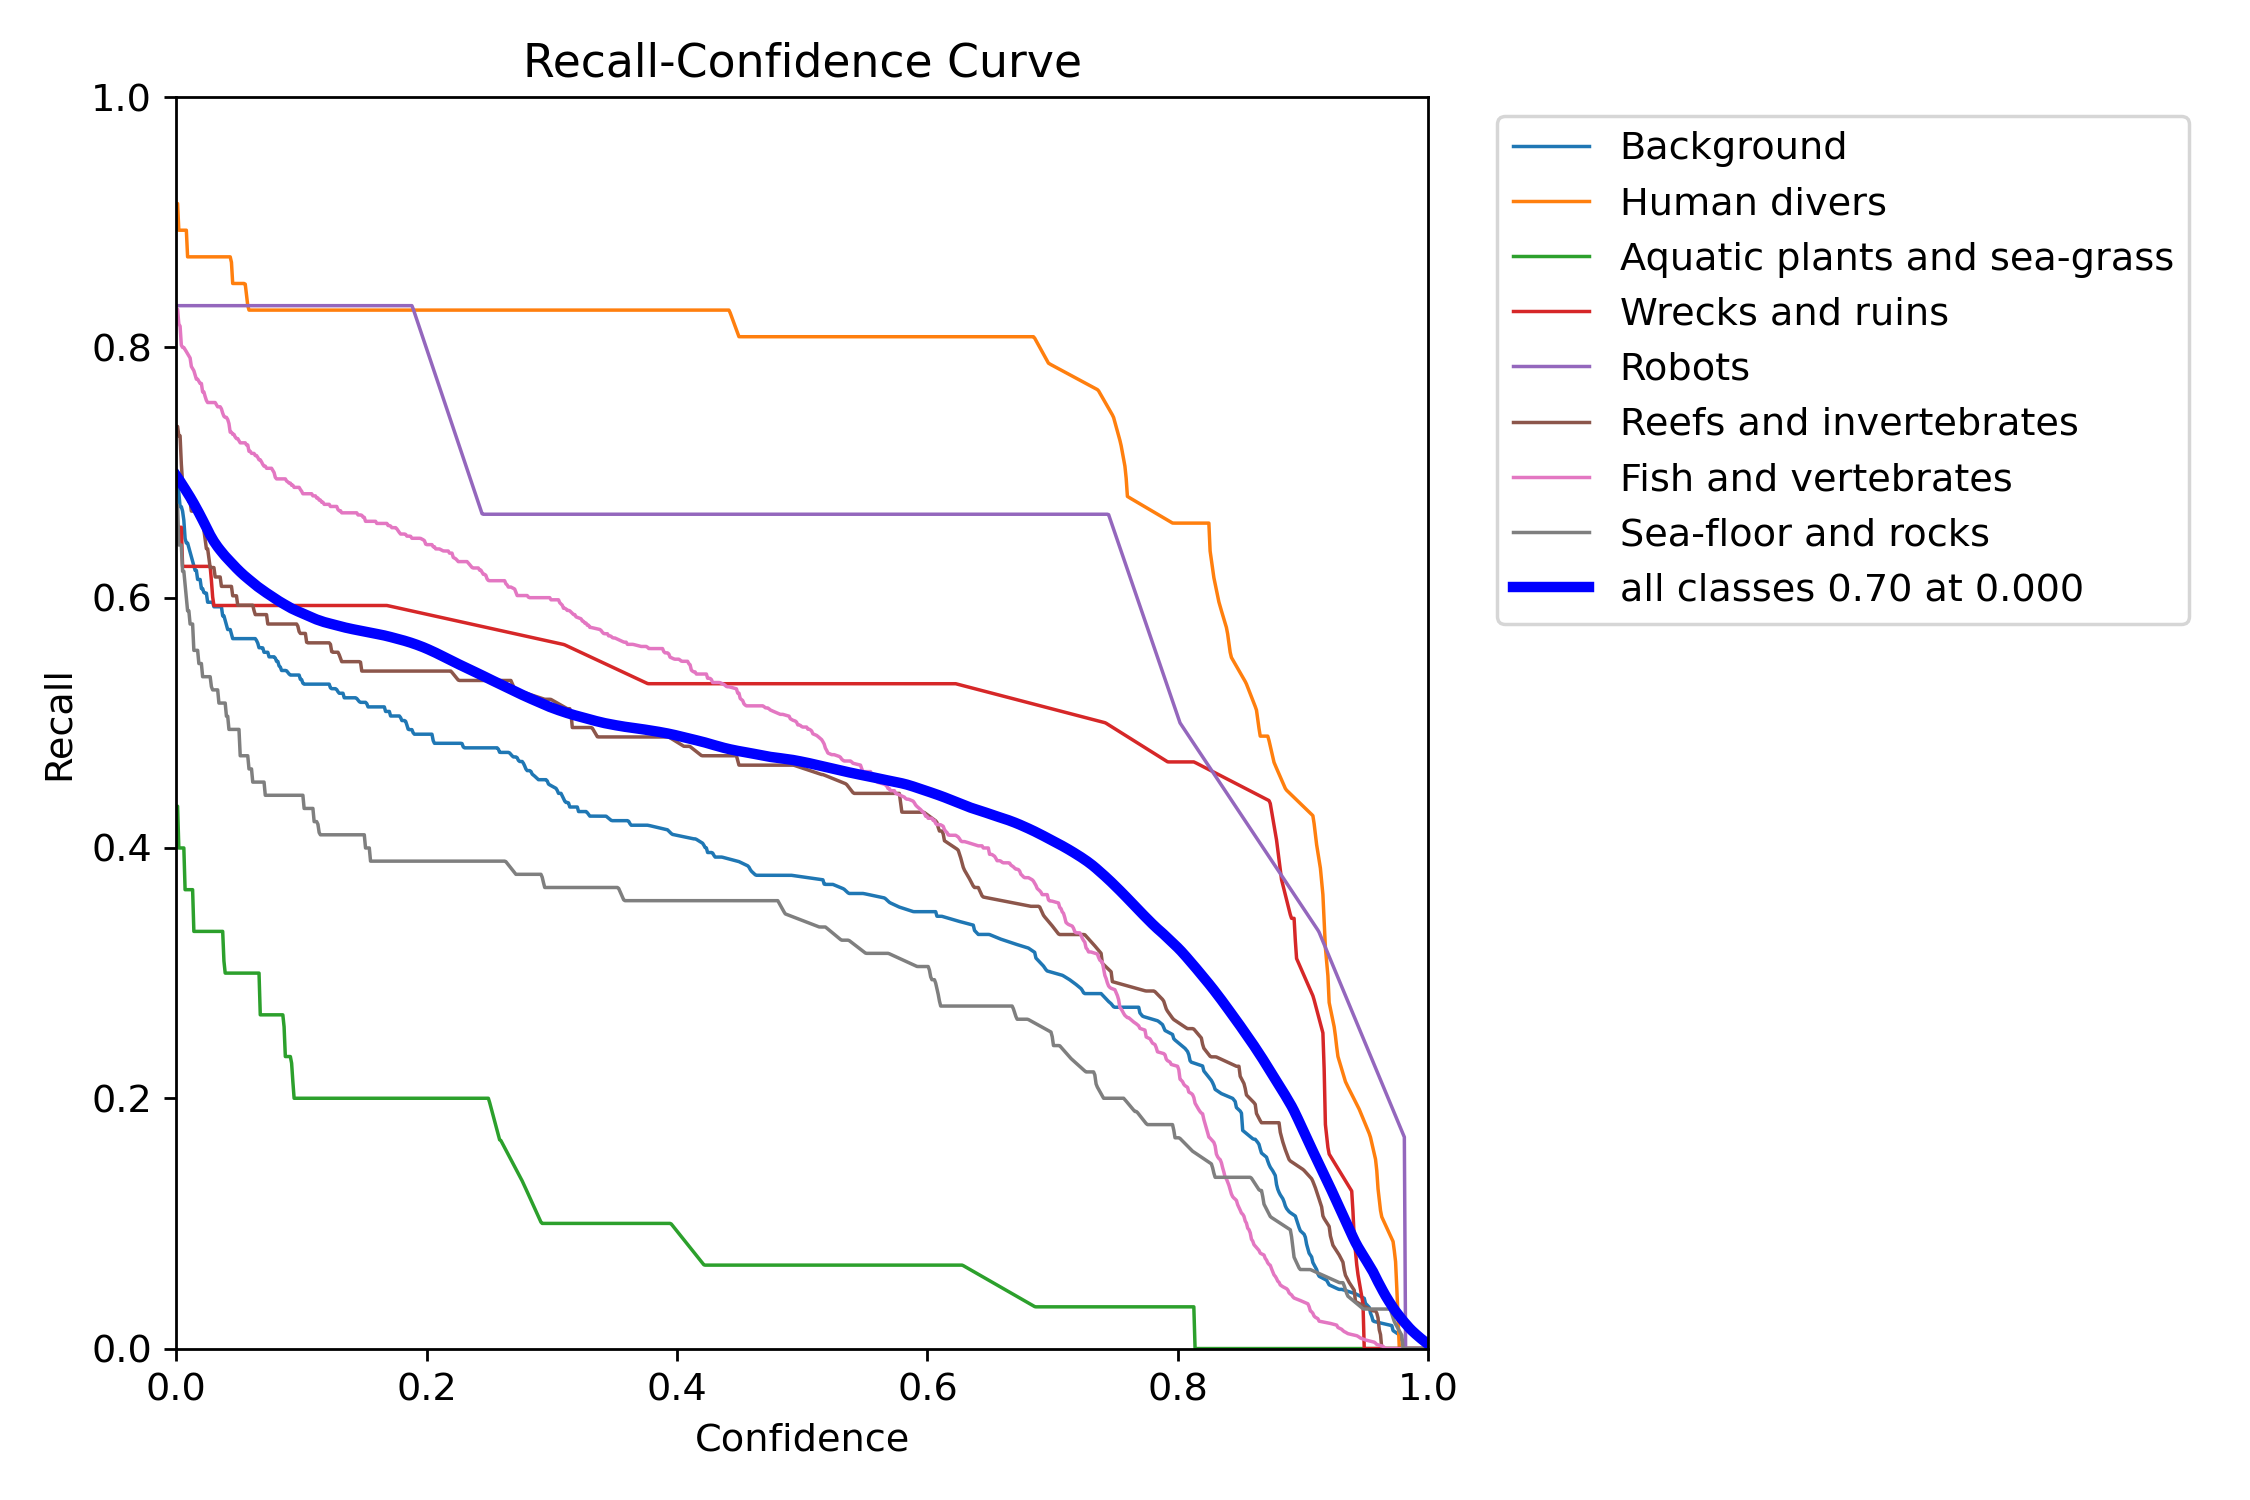 Recall-Confidence Curve
1.0
0.8
0.6
0.4
0.2
0.0
Recall
0.0 0.2 0.4 0.6 0.8 1.0
Confidence
Background
Human divers
Aquatic plants and sea-grass
Wrecks and ruins
Robots
Reefs and invertebrates
Fish and vertebrates
Sea-floor and rocks
all classes 0.70 at 0.000